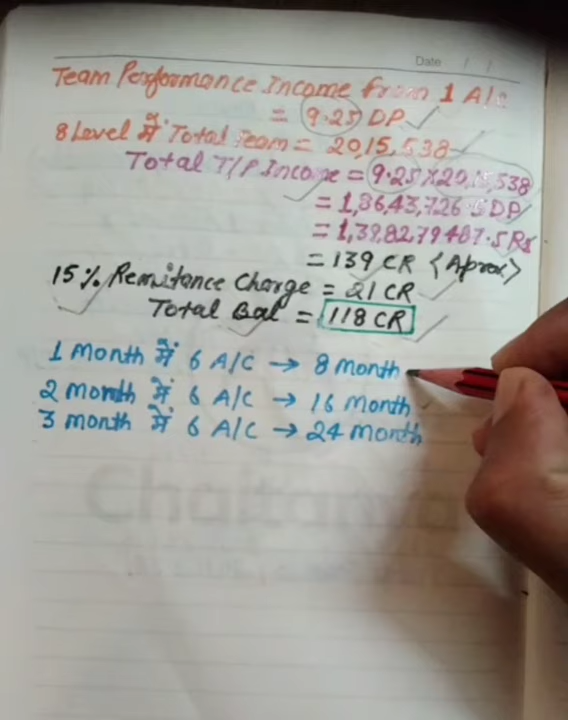 Date / /
Team Performance Income from 1 A/c
= 9.25 DP
8 Level में Total Team = 20,15,538
Total T/P Income = 9.25 X 20,15,538
= 1,86,43,726.5 DP
= 1,39,82,79487.5 RS
= 139 CR (Aprox)
15% Remitance Charge = 21 CR
Total Bal = 118 CR
1 Month में 6 A/C → 8 month
2 month में 6 A/C → 16 Month
3 month में 6 A/C → 24 month
Chaitanya